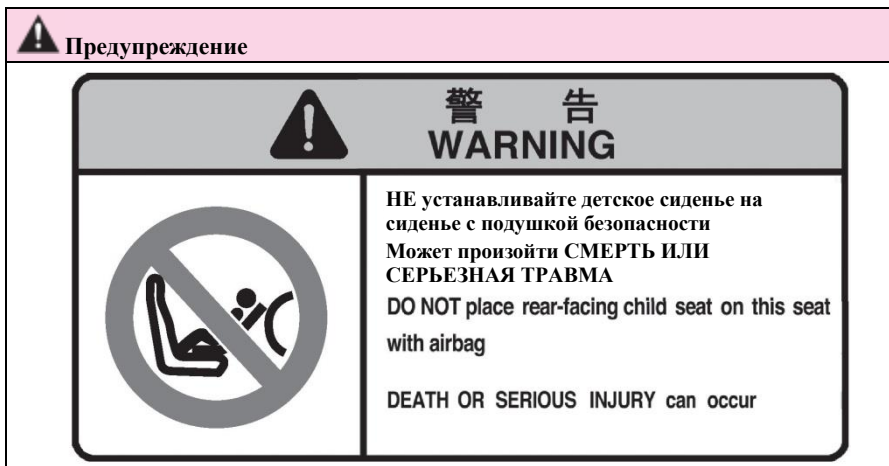 Предупреждение
警 告
WARNING
НЕ устанавливайте детское сиденье на
сиденье с подушкой безопасности
Может произойти СМЕРТЬ ИЛИ
СЕРЬЕЗНАЯ ТРАВМА
DO NOT place rear-facing child seat on this seat
with airbag
DEATH OR SERIOUS INJURY can occur